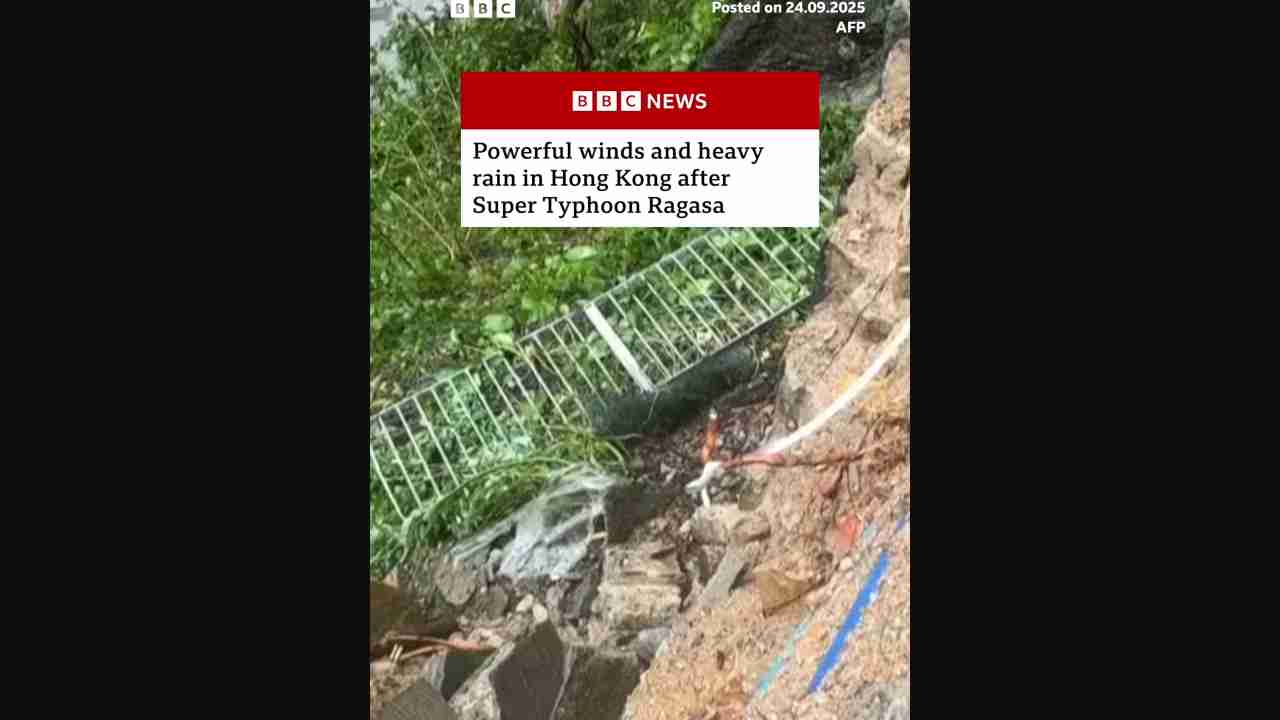 BBC
Posted on 24.09.2025
AFP
BBC NEWS
Powerful winds and heavy
rain in Hong Kong after
Super Typhoon Ragasa